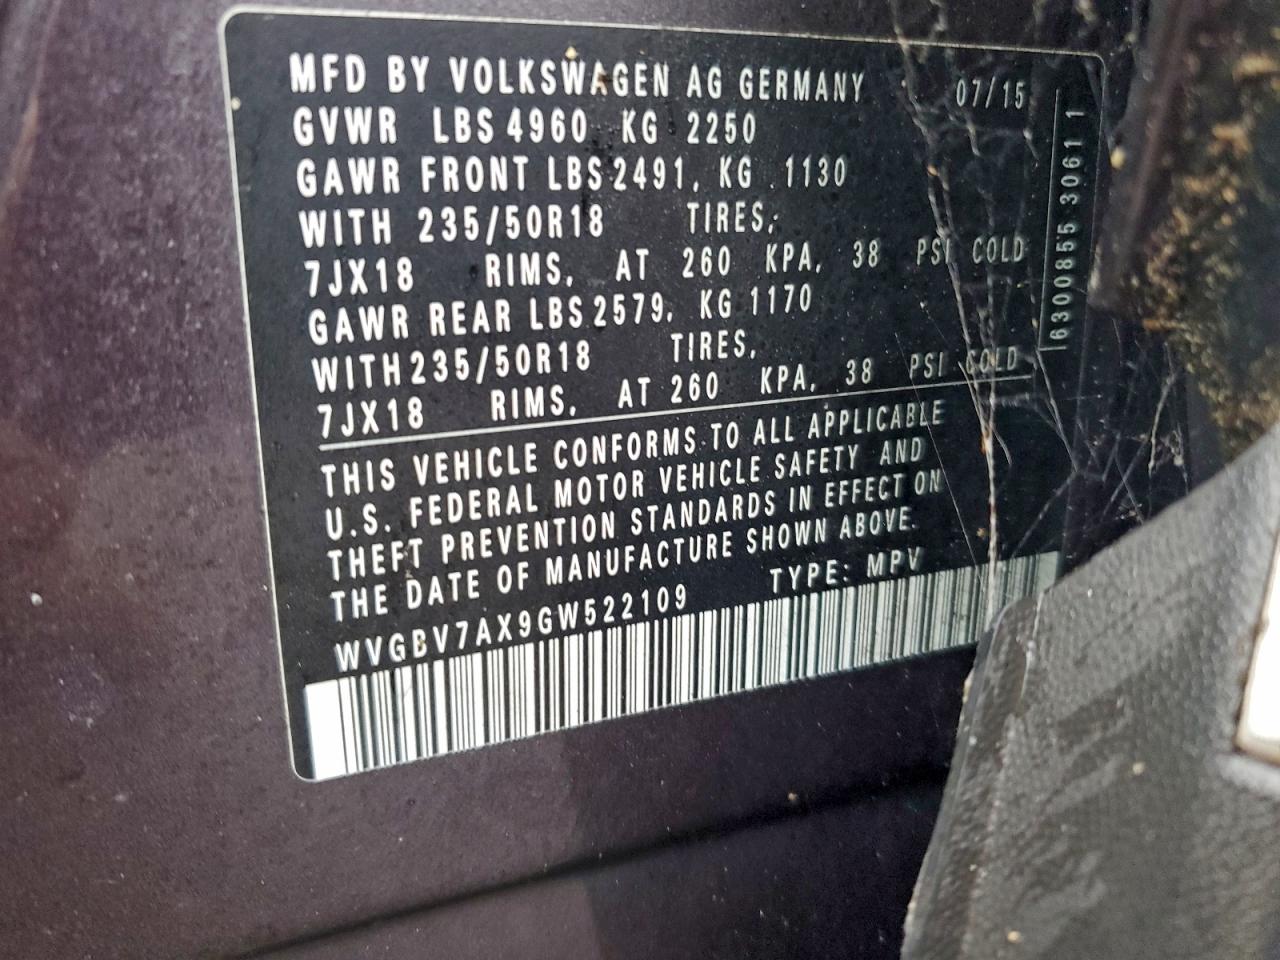 MFD BY VOLKSWAGEN AG GERMANY 07/15
GVWR LBS 4960 KG 2250
GAWR FRONT LBS 2491, KG 1130
WITH 235/50R18 TIRES,
7JX18 RIMS, AT 260 KPA, 38 PSI COLD
GAWR REAR LBS 2579, KG 1170
WITH 235/50R18 TIRES,
7JX18 RIMS, AT 260 KPA, 38 PSI COLD
THIS VEHICLE CONFORMS TO ALL APPLICABLE
U.S. FEDERAL MOTOR VEHICLE SAFETY AND
THEFT PREVENTION STANDARDS IN EFFECT ON
THE DATE OF MANUFACTURE SHOWN ABOVE.
WVGBV7AX9GW522109 TYPE: MPV
6300855 3061 1